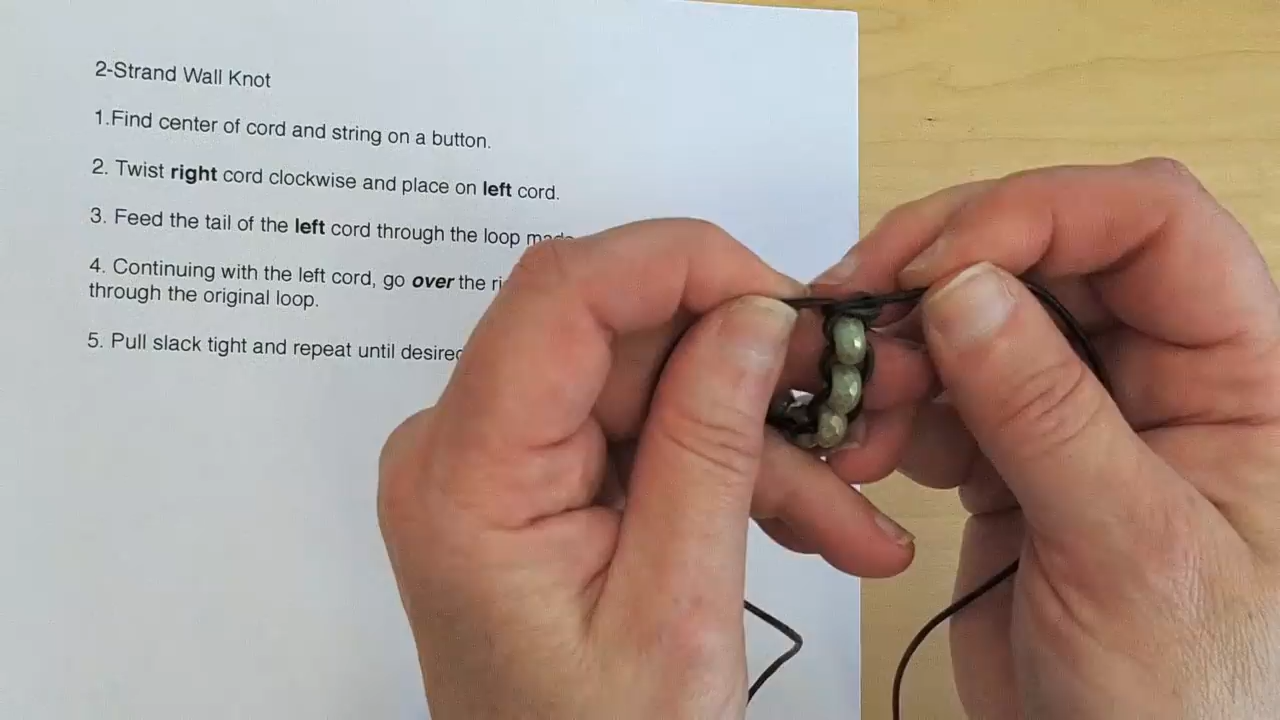 2-Strand Wall Knot
1.Find center of cord and string on a button.
2. Twist right cord clockwise and place on left cord.
3. Feed the tail of the left cord through the loop
4. Continuing with the left cord, go over the
through the original loop.
5. Pull slack tight and repeat until